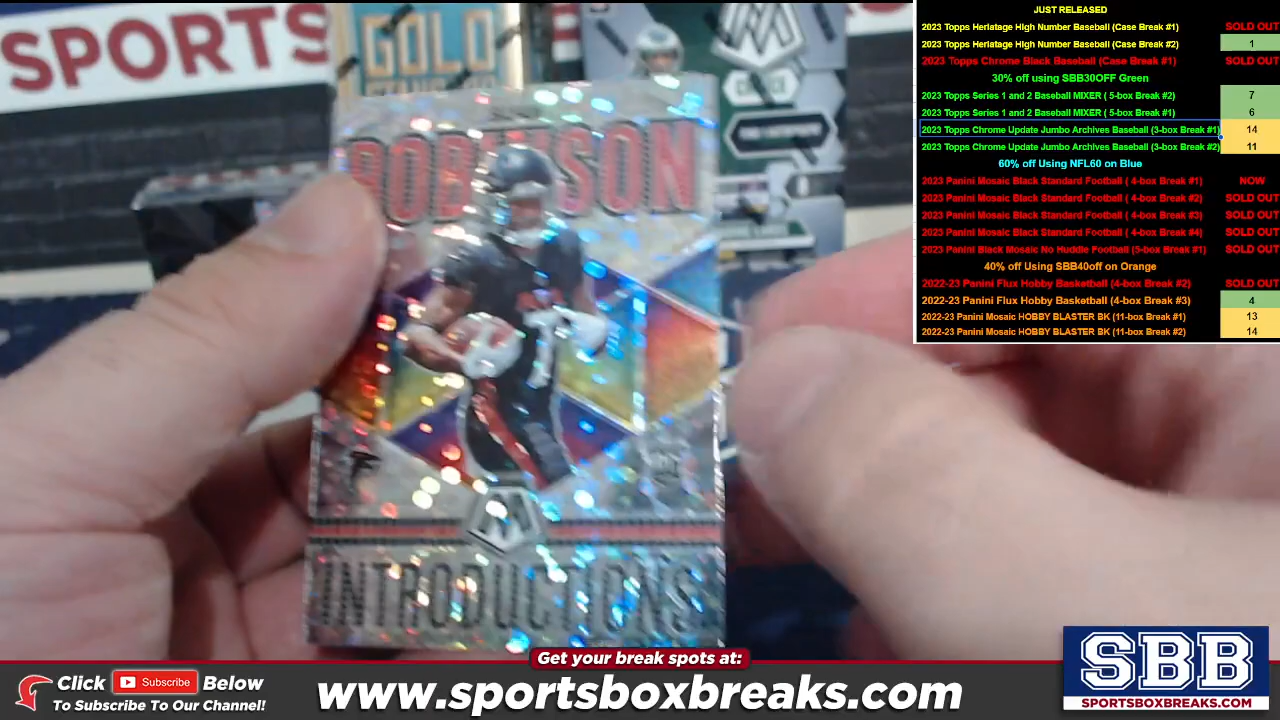 SPORTS
GOLD
ROBINSON
M
INTRODUCTIONS
JUST RELEASED
2023 Topps Heriatage High Number Baseball (Case Break #1) SOLD OUT
2023 Topps Heriatage High Number Baseball (Case Break #2) 1
2023 Topps Chrome Black Baseball (Case Break #1) SOLD OUT
30% off using SBB30OFF Green
2023 Topps Series 1 and 2 Baseball MIXER ( 5-box Break #2) 7
2023 Topps Series 1 and 2 Baseball MIXER ( 5-box Break #1) 6
2023 Topps Chrome Update Jumbo Archives Baseball (3-box Break #1) 14
2023 Topps Chrome Update Jumbo Archives Baseball (3-box Break #2) 11
60% off Using NFL60 on Blue
2023 Panini Mosaic Black Standard Football ( 4-box Break #1) NOW
2023 Panini Mosaic Black Standard Football ( 4-box Break #2) SOLD OUT
2023 Panini Mosaic Black Standard Football ( 4-box Break #3) SOLD OUT
2023 Panini Mosaic Black Standard Football ( 4-box Break #4) SOLD OUT
2023 Panini Black Mosaic No Huddle Football (5-box Break #1) SOLD OUT
40% off Using SBB40off on Orange
2022-23 Panini Flux Hobby Basketball (4-box Break #2) SOLD OUT
2022-23 Panini Flux Hobby Basketball (4-box Break #3) 4
2022-23 Panini Mosaic HOBBY BLASTER BK (11-box Break #1) 13
2022-23 Panini Mosaic HOBBY BLASTER BK (11-box Break #2) 14
Get your break spots at:
Click Subscribe Below
To Subscribe To Our Channel!
www.sportsboxbreaks.com
SBB
SPORTSBOXBREAKS.COM